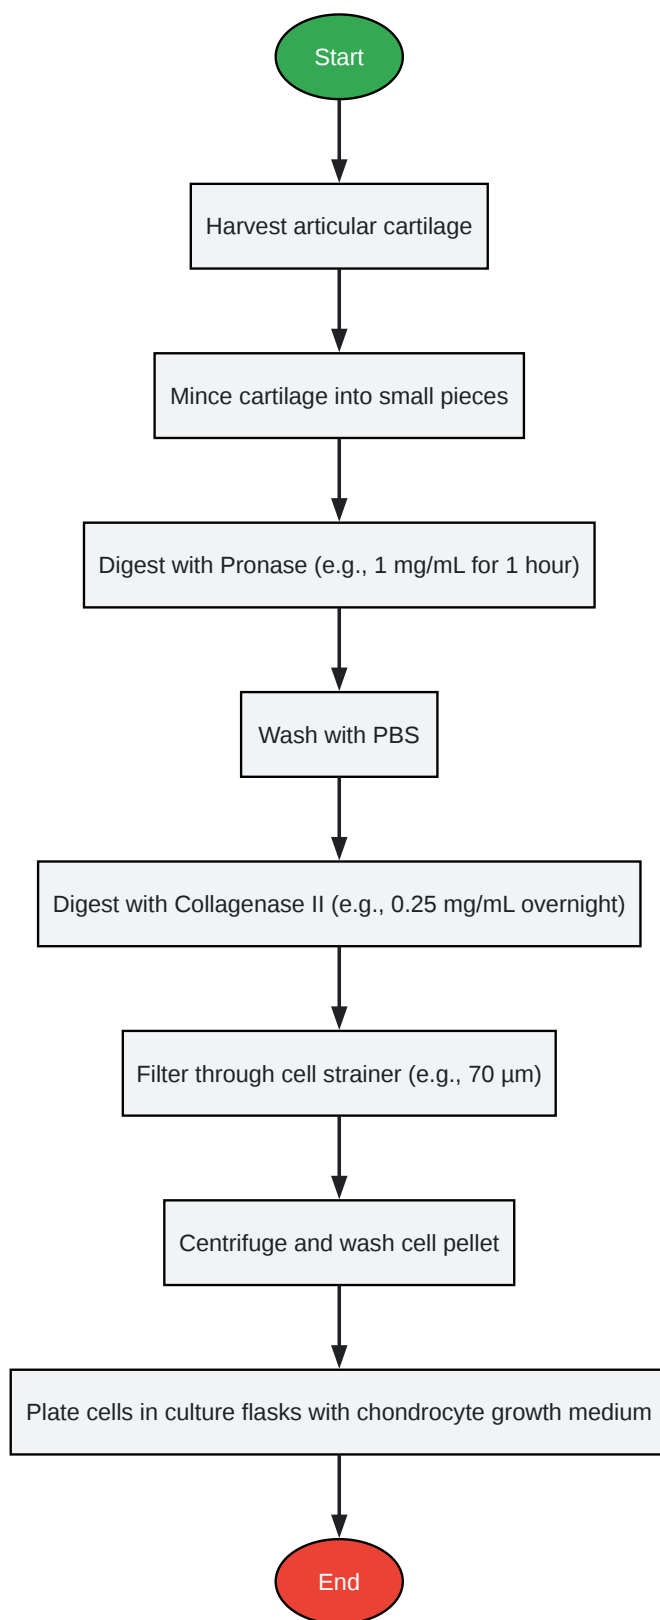 Start
Harvest articular cartilage
Mince cartilage into small pieces
Digest with Pronase (e.g., 1 mg/mL for 1 hour)
Wash with PBS
Digest with Collagenase II (e.g., 0.25 mg/mL overnight)
Filter through cell strainer (e.g., 70 µm)
Centrifuge and wash cell pellet
Plate cells in culture flasks with chondrocyte growth medium
End